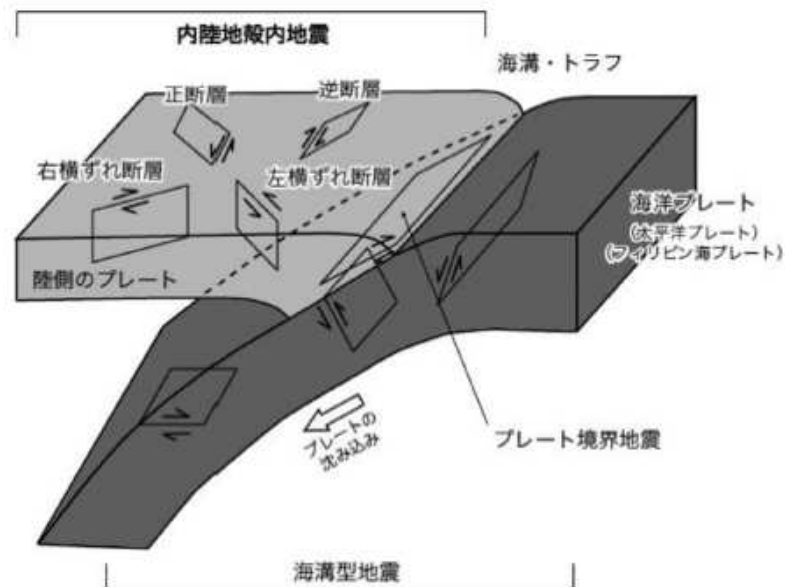 内陸地殻内地震
海溝・トラフ
正断層
逆断層
右横ずれ断層
左横ずれ断層
海洋プレート
(太平洋プレート)
(フィリピン海プレート)
陸側のプレート
プレートの
沈み込み
プレート境界地震
海溝型地震